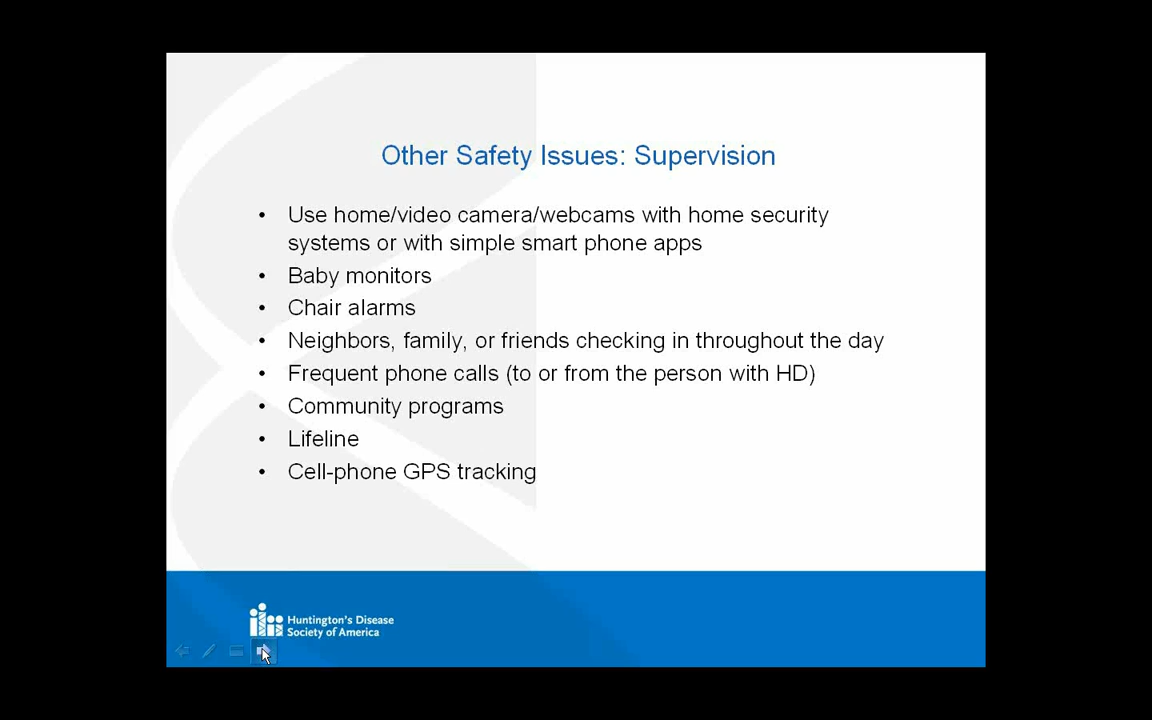 Other Safety Issues: Supervision
• Use home/video camera/webcams with home security
systems or with simple smart phone apps
• Baby monitors
• Chair alarms
• Neighbors, family, or friends checking in throughout the day
• Frequent phone calls (to or from the person with HD)
• Community programs
• Lifeline
• Cell-phone GPS tracking
Huntington's Disease
Society of America